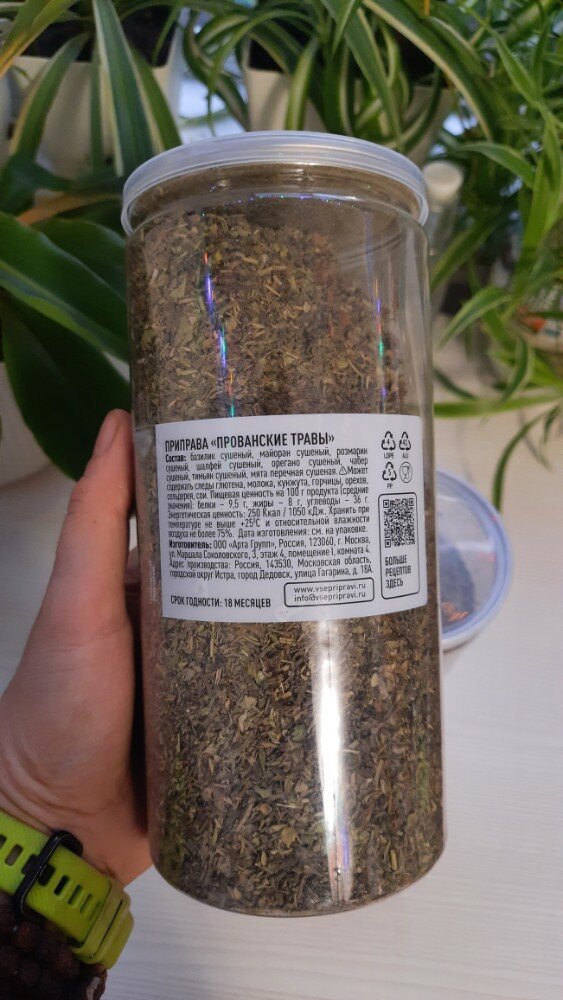 ПРИПРАВА «ПРОВАНСКИЕ ТРАВЫ»
Состав: базилик сушеный, майоран сушеный, розмарин
сушеный, шалфей сушеный, орегано сушеный, чабер
сушеный, тимьян сушеный, мята перечная сушеная. ⚠Может
содержать следы глютена, молока, кунжута, горчицы, орехов,
сельдерея, сои. Пищевая ценность на 100 г продукта (средние
значения): белки – 9,5 г, жиры – 8 г, углеводы – 36 г.
Энергетическая ценность: 250 Ккал / 1050 кДж. Хранить при
температуре не выше +25°С и относительной влажности
воздуха не более 75%. Дата изготовления: см. на упаковке.
Изготовитель: ООО «Арта Групп», Россия, 123060, г. Москва,
ул. Маршала Соколовского, 3, этаж 4, помещение I, комната 4.
Адрес производства: Россия, 143530, Московская область,
городской округ Истра, город Дедовск, улица Гагарина, д. 18А.
СРОК ГОДНОСТИ: 18 МЕСЯЦЕВ
www.vsepripravi.ru
info@vsepripravi.ru
LDPE
ALU
5
PP
БОЛЬШЕ
РЕЦЕПТОВ
ЗДЕСЬ